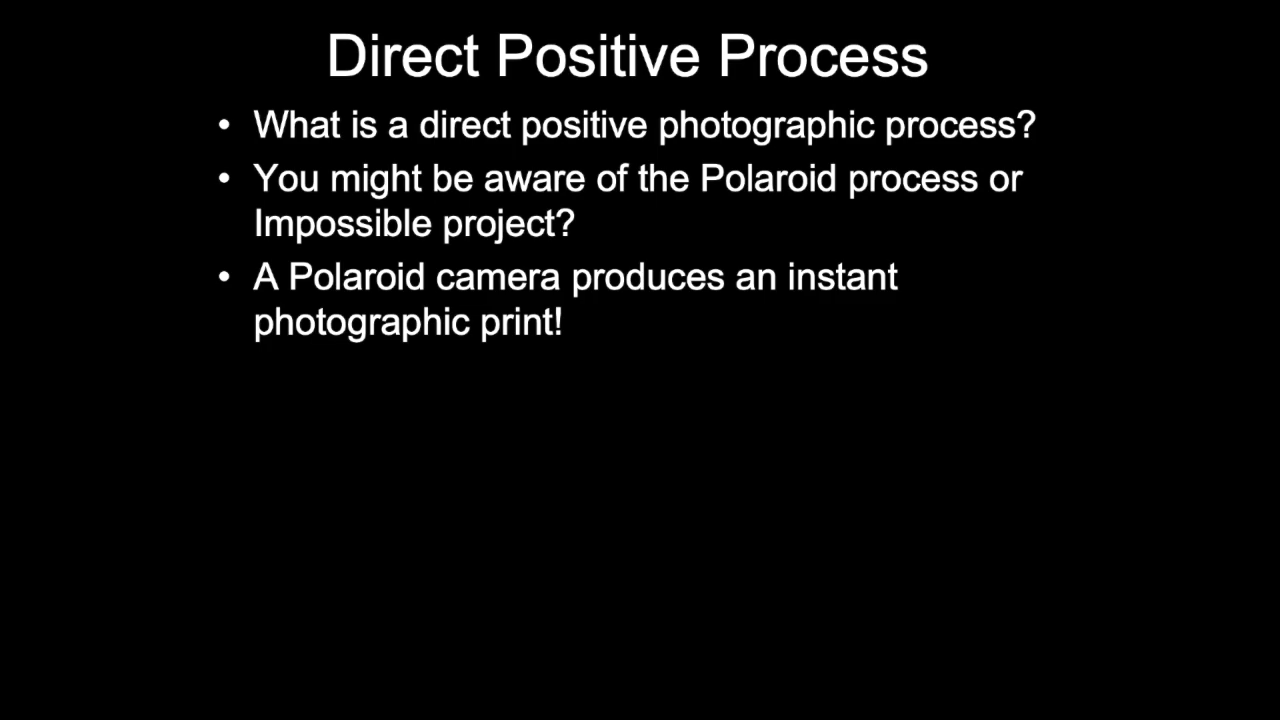 Direct Positive Process
• What is a direct positive photographic process?
• You might be aware of the Polaroid process or
Impossible project?
• A Polaroid camera produces an instant
photographic print!